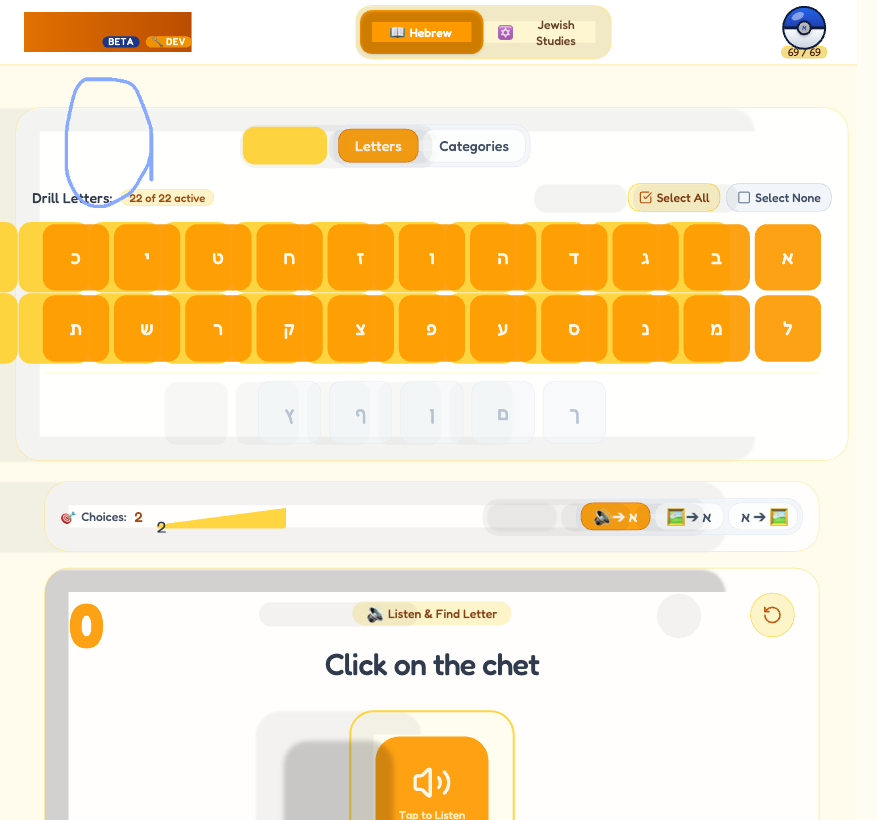 BETA DEV
📖 Hebrew
✡️ Jewish Studies
69 / 69
Letters Categories
Drill Letters: 22 of 22 active Select All Select None
א ב ג ד ה ו ז ח ט י כ
ל מ נ ס ע פ צ ק ר ש ת
ך ם ן ף ץ
🎯 Choices: 2 2 🔊→ א 🖼️→ א א → 🖼️
0 🔊 Listen & Find Letter
Click on the chet
Tap to Listen